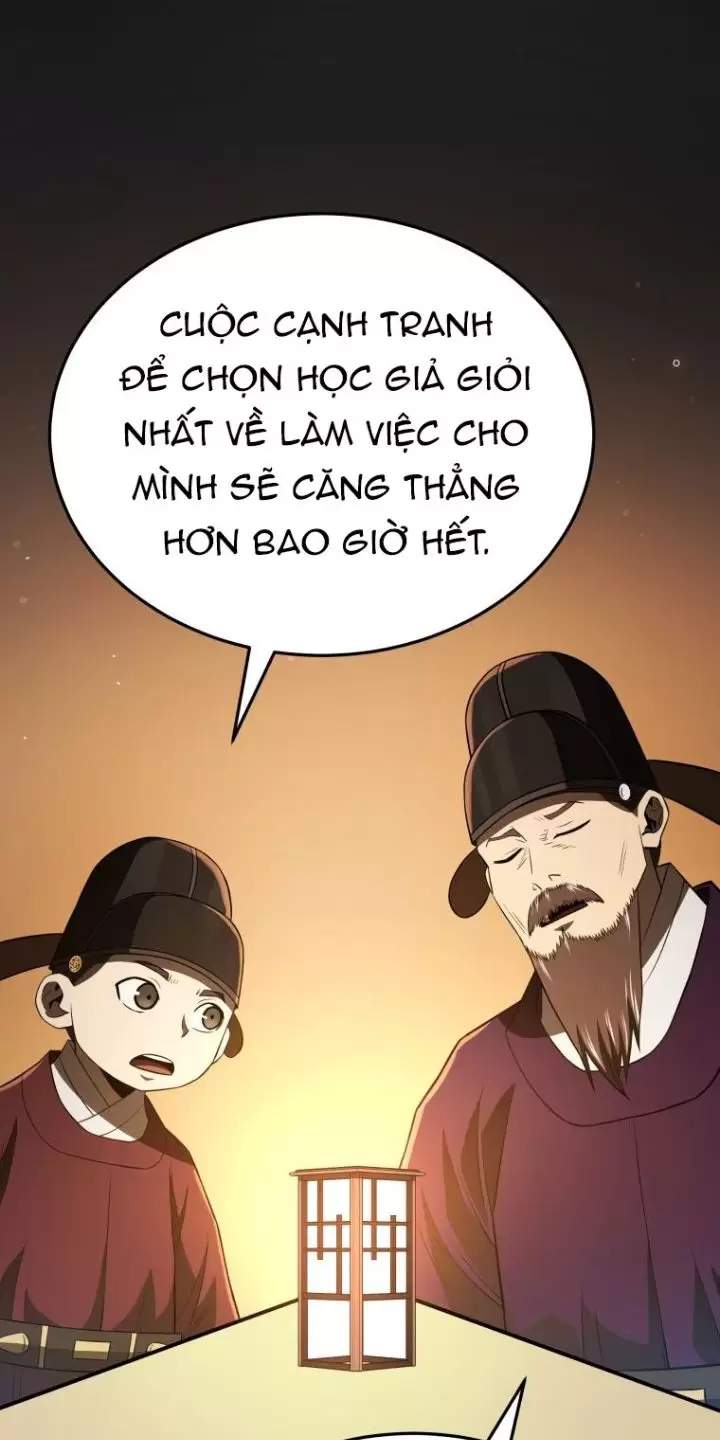 CUỘC CẠNH TRANH
ĐỂ CHỌN HỌC GIẢ GIỎI
NHẤT VỀ LÀM VIỆC CHO
MÌNH SẼ CĂNG THẲNG
HƠN BAO GIỜ HẾT.